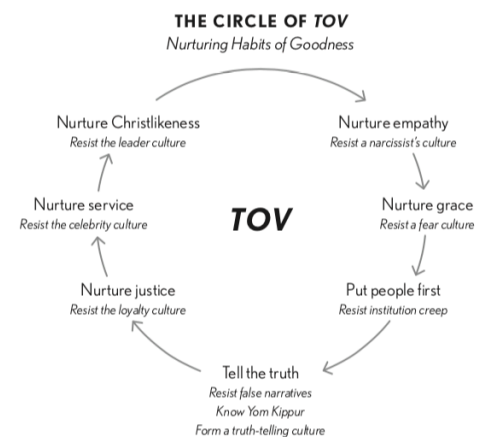 THE CIRCLE OF TOV
Nurturing Habits of Goodness
Nurture Christlikeness
Resist the leader culture
Nurture empathy
Resist a narcissist's culture
Nurture service
Resist the celebrity culture
TOV
Nurture grace
Resist a fear culture
Nurture justice
Resist the loyalty culture
Put people first
Resist institution creep
Tell the truth
Resist false narratives
Know Yom Kippur
Form a truth-telling culture